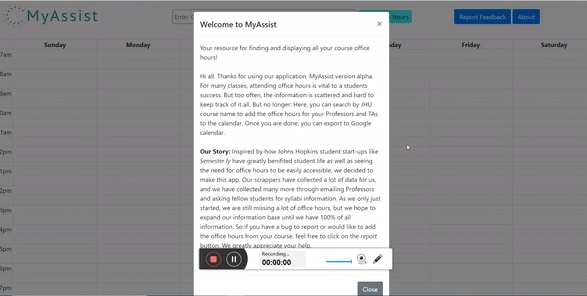 MyAssist
Enter C
Hours
Report Feedback
About
Sunday
Monday
day
Friday
Saturday
7am
8am
9am
0am
1am
2pm
1pm
2pm
3pm
4pm
5pm
6pm
7pm
Welcome to MyAssist
×
Your resource for finding and displaying all your course office
hours!
Hi all. Thanks for using our application, MyAssist version alpha.
For many classes, attending office hours is vital to a students
success. But too often, the information is scattered and hard to
keep track of it all. But no longer: Here, you can search by JHU
course name to add the office hours for your Professors and TAs
to the calendar. Once you are done, you can export to Google
calendar.
Our Story: Inspired by how Johns Hopkins student start-ups like
Semester.ly have greatly benifited student life as well as seeing
the need for office hours to be easily accessible, we decided to
make this app. Our scrappers have collected a lot of data for us,
and we have collected many more through emailing Professors
and asking fellow students for syllabi information. As we only just
started, we are still missing a lot of office hours, but we hope to
expand our information base until we have 100% of all
information. So if you have a bug to report or would like to add
the office hours from your course, feel free to click on the report
button. We greatly appreciate your help.
Recording...
00:00:00
Close